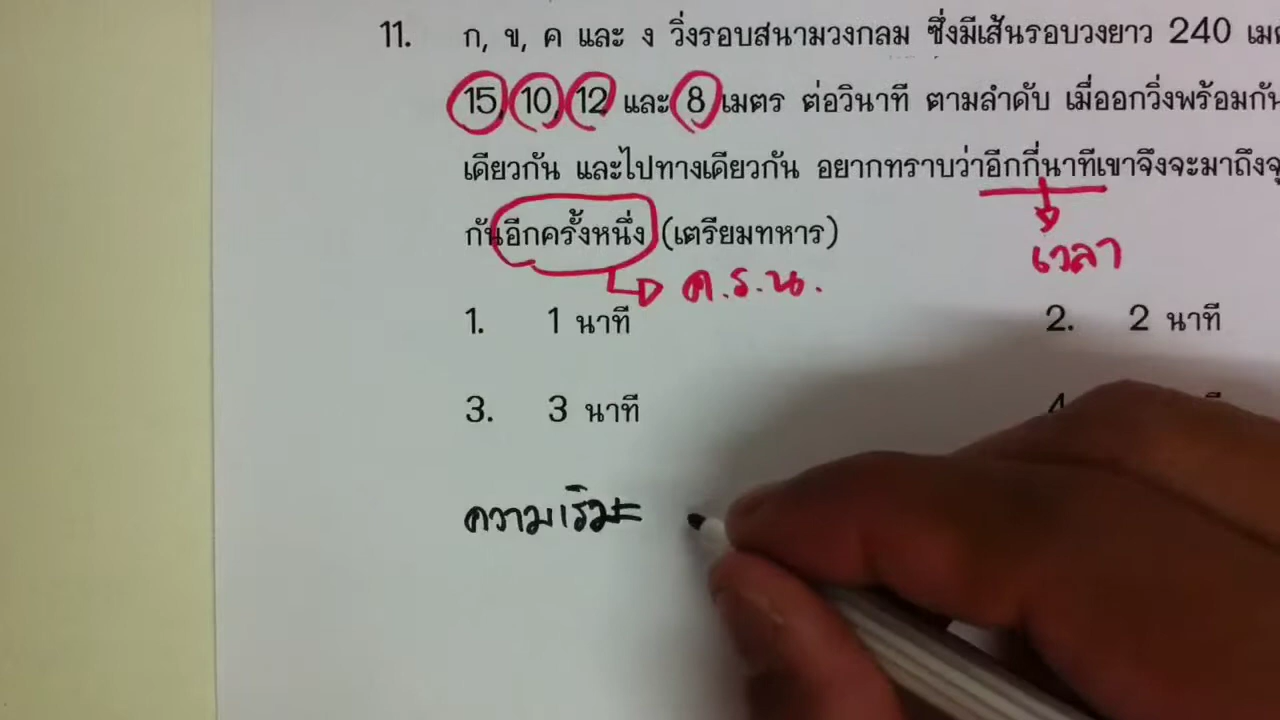 11. ก, ข, ค และ ง วิ่งรอบสนามวงกลม ซึ่งมีเส้นรอบวงยาว 240
15, 10, 12 และ 8 เมตร ต่อวินาที ตามลำดับ เมื่ออกวิ่งพร้อมกัน
เดียวกัน และไปทางเดียวกัน อยากทราบว่าอีกกี่นาทีเขาจึงจะมาถึง
กันอีกครั้งหนึ่ง (เตรียมทหาร)
เวลา
ค.ร.น.
1. 1 นาที 2. 2 นาที
3. 3 นาที
ความเร็ว =